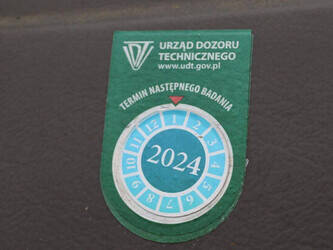 URZĄD DOZORU
TECHNICZNEGO
www.udt.gov.pl
TERMIN NASTĘPNEGO BADANIA
1 2 3 4 5 6 7 8 9 10 11 12
2024